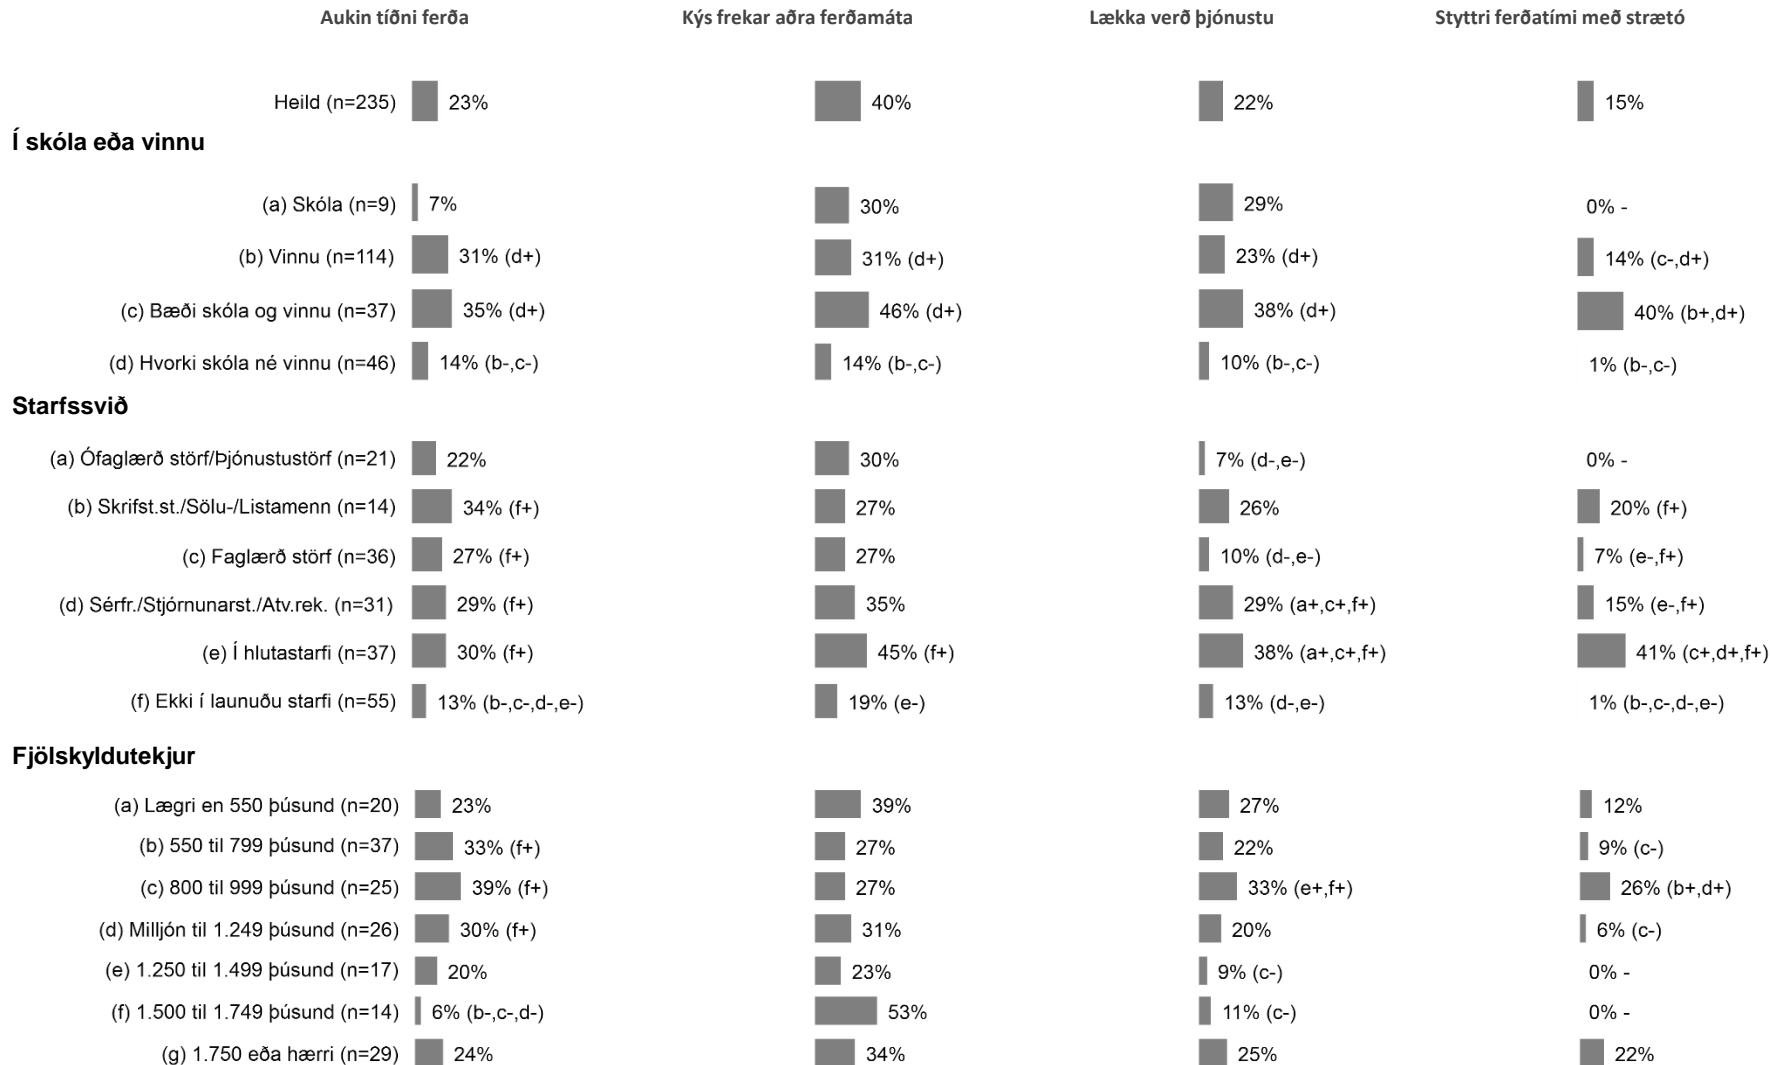 Aukin tíðni ferða Kýs frekar aðra ferðamáta Lækka verð þjónustu Styttri ferðatími með strætó
Heild (n=235) 23% 40% 22% 15%
Í skóla eða vinnu
(a) Skóla (n=9) 7% 30% 29% 0% -
(b) Vinnu (n=114) 31% (d+) 31% (d+) 23% (d+) 14% (c-,d+)
(c) Bæði skóla og vinnu (n=37) 35% (d+) 46% (d+) 38% (d+) 40% (b+,d+)
(d) Hvorki skóla né vinnu (n=46) 14% (b-,c-) 14% (b-,c-) 10% (b-,c-) 1% (b-,c-)
Starfssvið
(a) Ófaglærð störf/Þjónustustörf (n=21) 22% 30% 7% (d-,e-) 0% -
(b) Skrifst.st./Sölu-/Listamenn (n=14) 34% (f+) 27% 26% 20% (f+)
(c) Faglærð störf (n=36) 27% (f+) 27% 10% (d-,e-) 7% (e-,f+)
(d) Sérfr./Stjórnunarst./Atv.rek. (n=31) 29% (f+) 35% 29% (a+,c+,f+) 15% (e-,f+)
(e) Í hlutastarfi (n=37) 30% (f+) 45% (f+) 38% (a+,c+,f+) 41% (c+,d+,f+)
(f) Ekki í launuðu starfi (n=55) 13% (b-,c-,d-,e-) 19% (e-) 13% (d-,e-) 1% (b-,c-,d-,e-)
Fjölskyldutekjur
(a) Lægri en 550 þúsund (n=20) 23% 39% 27% 12%
(b) 550 til 799 þúsund (n=37) 33% (f+) 27% 22% 9% (c-)
(c) 800 til 999 þúsund (n=25) 39% (f+) 27% 33% (e+,f+) 26% (b+,d+)
(d) Milljón til 1.249 þúsund (n=26) 30% (f+) 31% 20% 6% (c-)
(e) 1.250 til 1.499 þúsund (n=17) 20% 23% 9% (c-) 0% -
(f) 1.500 til 1.749 þúsund (n=14) 6% (b-,c-,d-) 53% 11% (c-) 0% -
(g) 1.750 eða hærri (n=29) 24% 34% 25% 22%